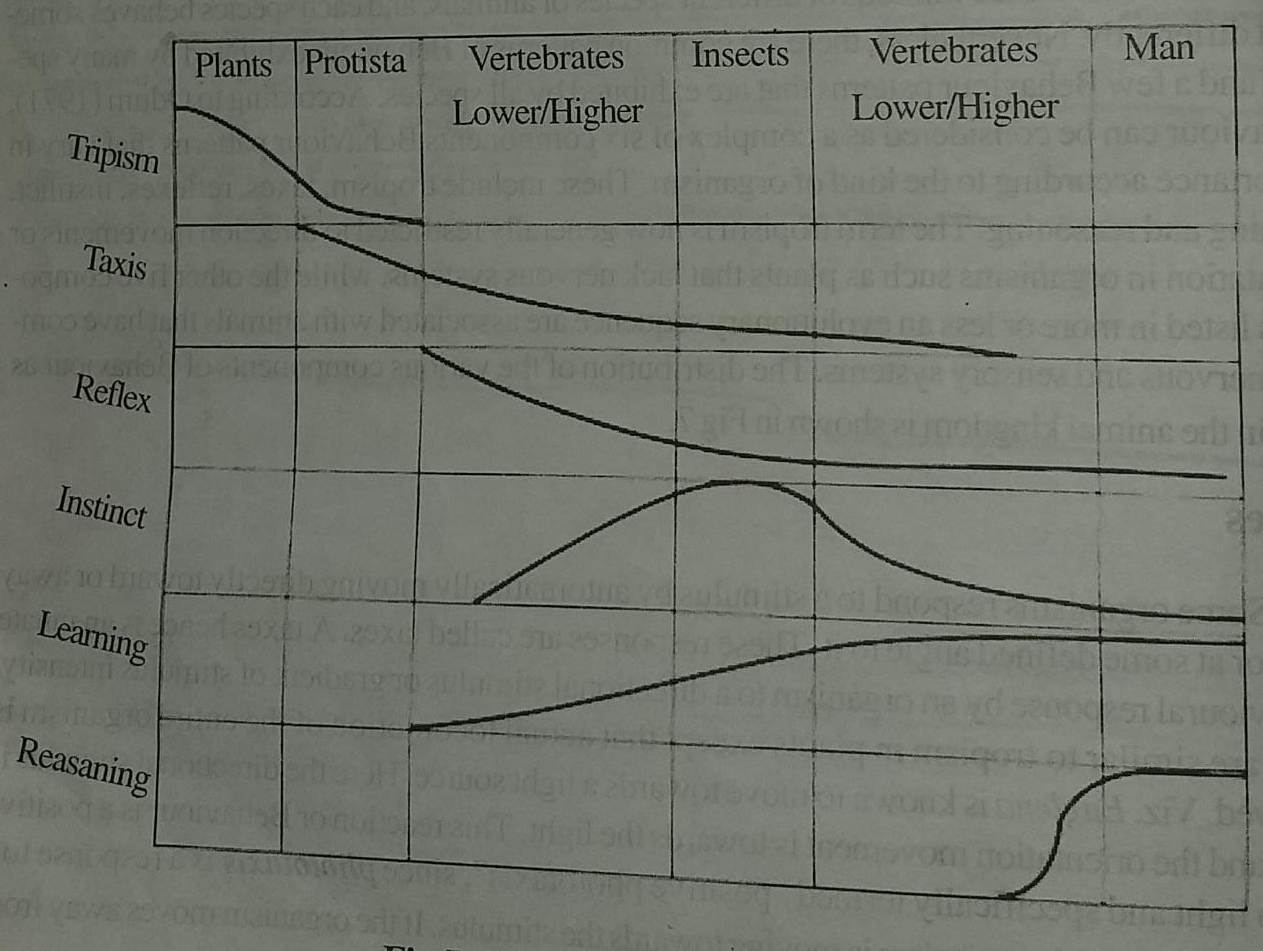 Plants Protista Vertebrates Insects Vertebrates Man
Lower/Higher Lower/Higher
Tripism
Taxis
Reflex
Instinct
Learning
Reasaning